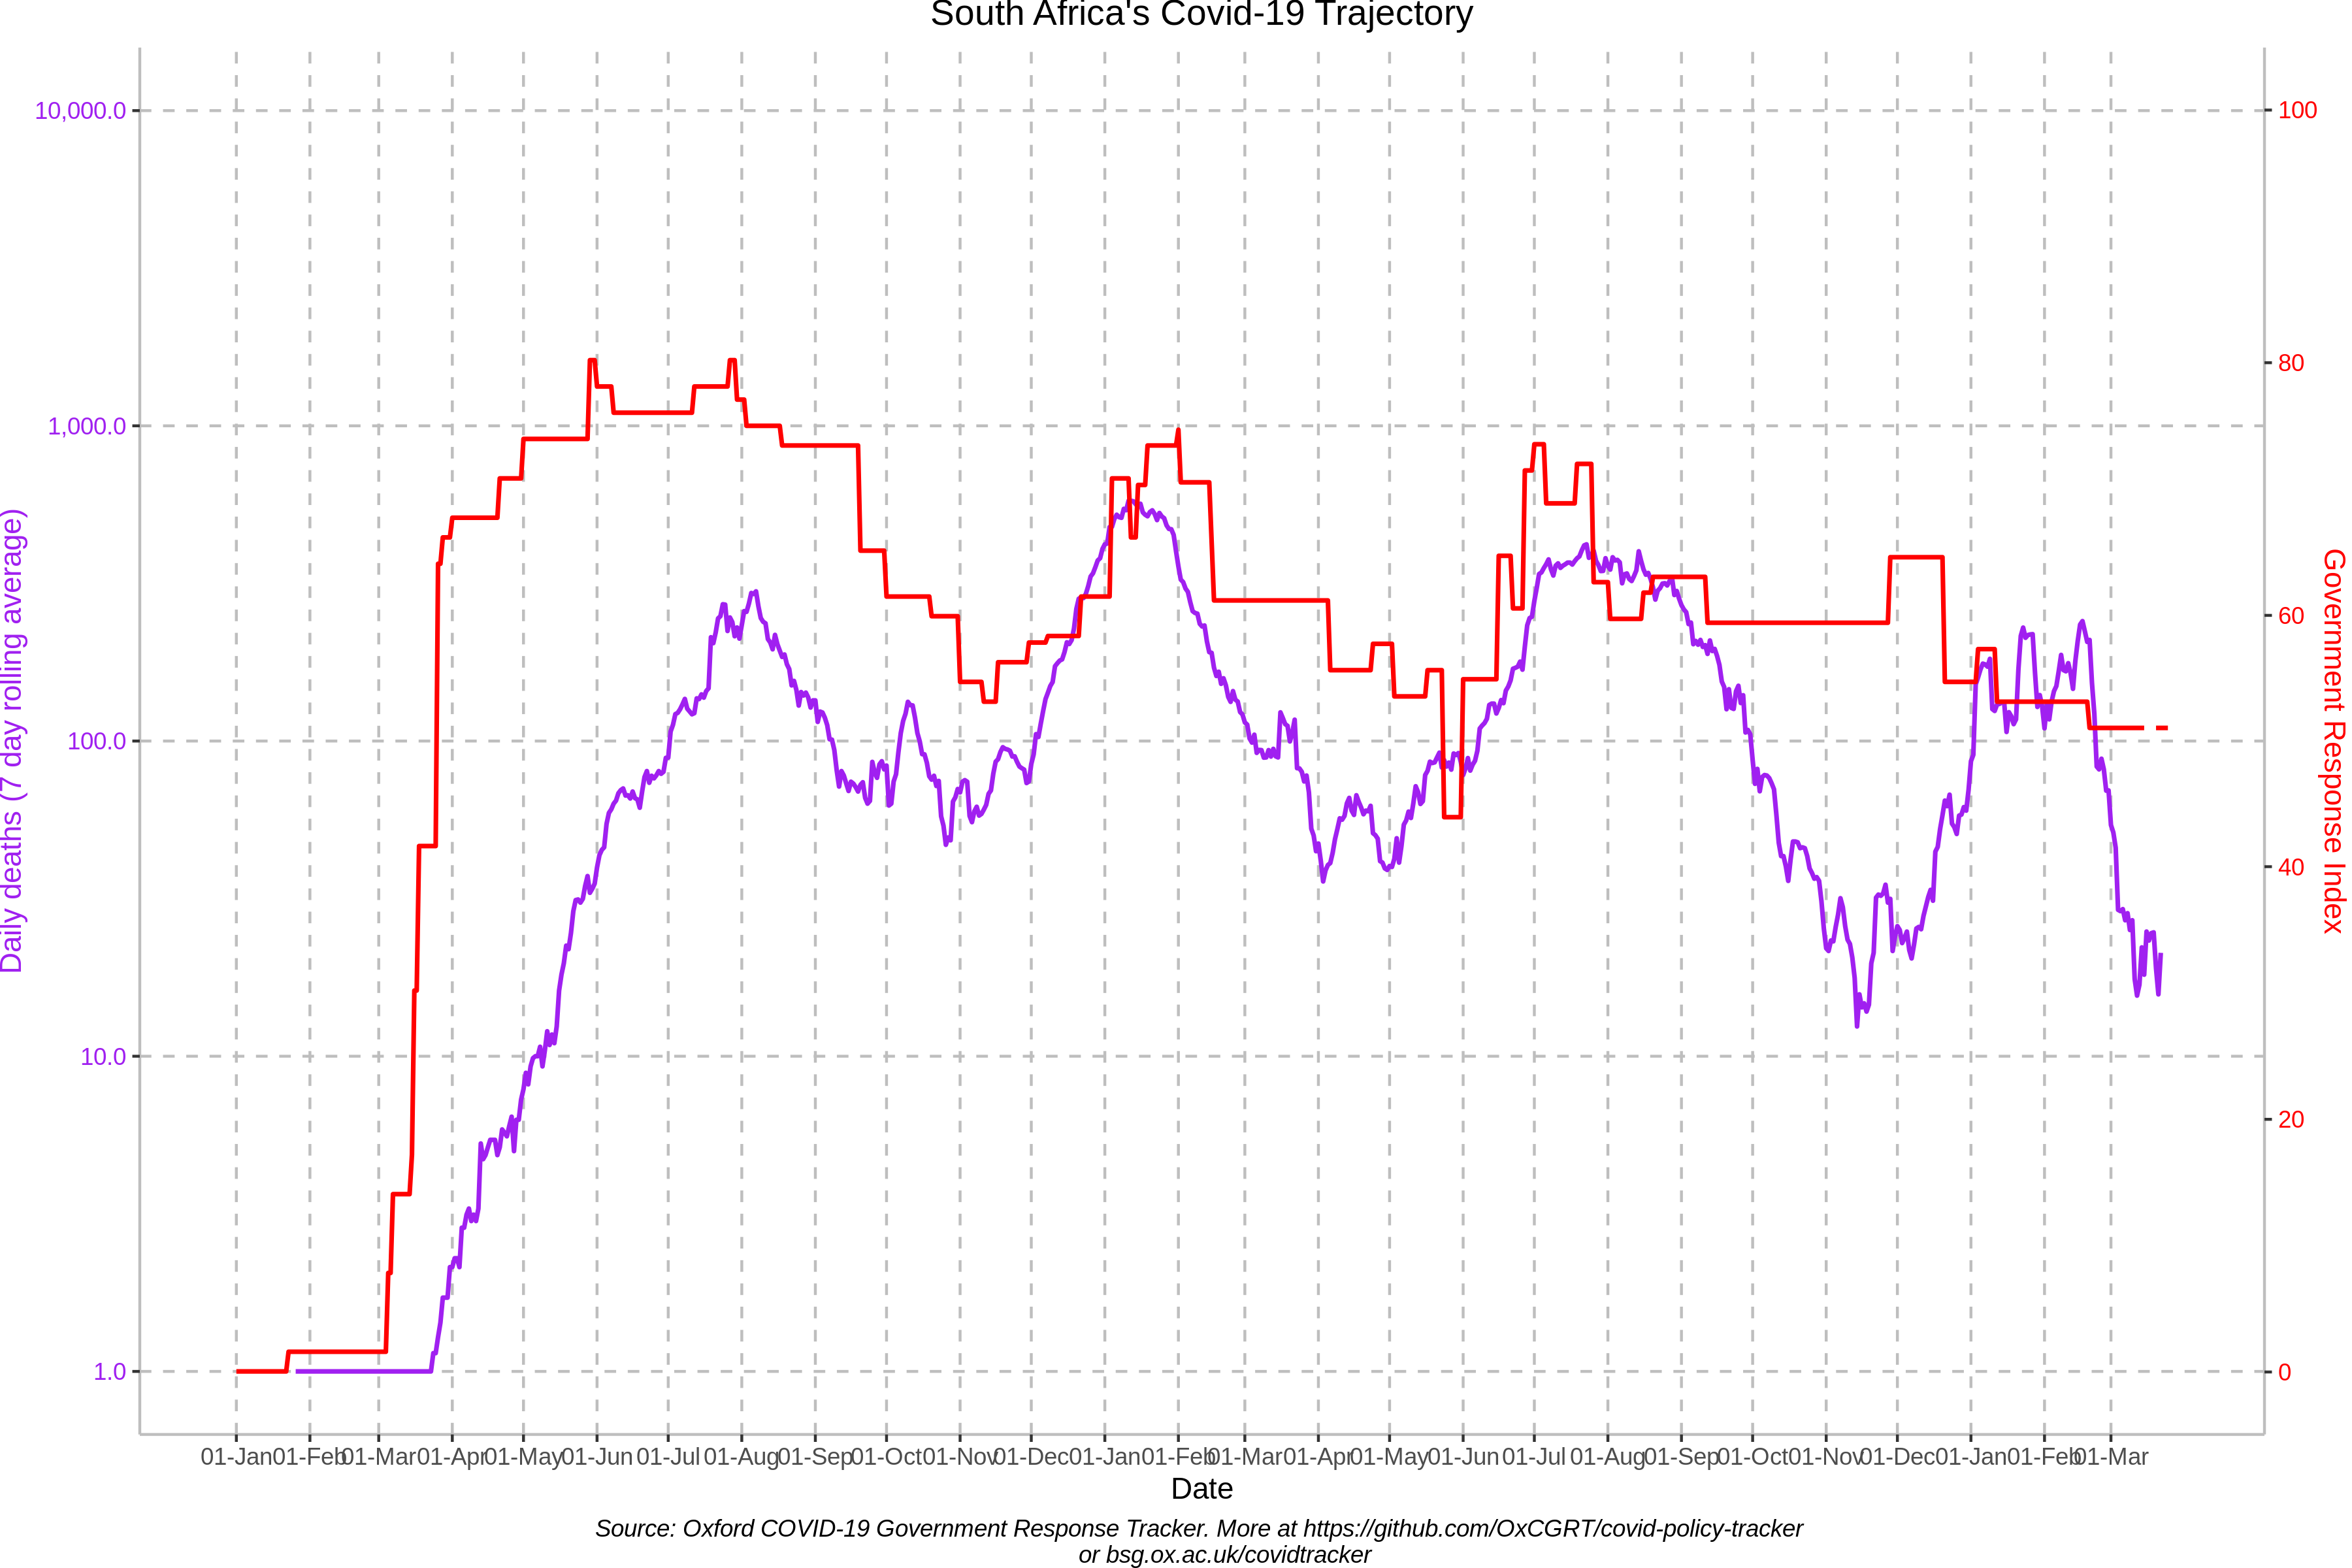 South Africa's Covid-19 Trajectory
10,000.0
1,000.0
100.0
10.0
1.0
Daily deaths (7 day rolling average)
100
80
60
40
20
0
Government Response Index
01-Jan 01-Feb 01-Mar 01-Apr 01-May 01-Jun 01-Jul 01-Aug 01-Sep 01-Oct 01-Nov 01-Dec 01-Jan 01-Feb 01-Mar 01-Apr 01-May 01-Jun 01-Jul 01-Aug 01-Sep 01-Oct 01-Nov 01-Dec 01-Jan 01-Feb 01-Mar
Date
Source: Oxford COVID-19 Government Response Tracker. More at https://github.com/OxCGRT/covid-policy-tracker
or bsg.ox.ac.uk/covidtracker